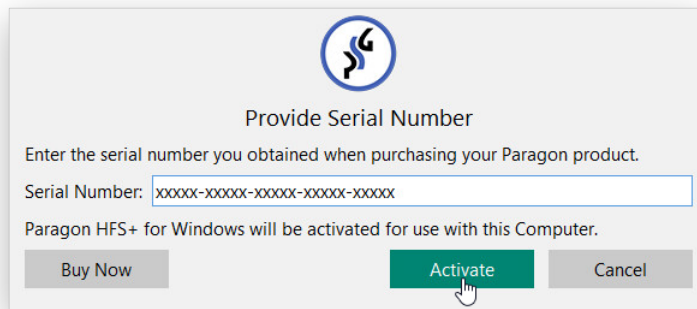 PSG
Provide Serial Number
Enter the serial number you obtained when purchasing your Paragon product.
Serial Number: xxxxx-xxxxx-xxxxx-xxxxx-xxxxx
Paragon HFS+ for Windows will be activated for use with this Computer.
Buy Now Activate Cancel